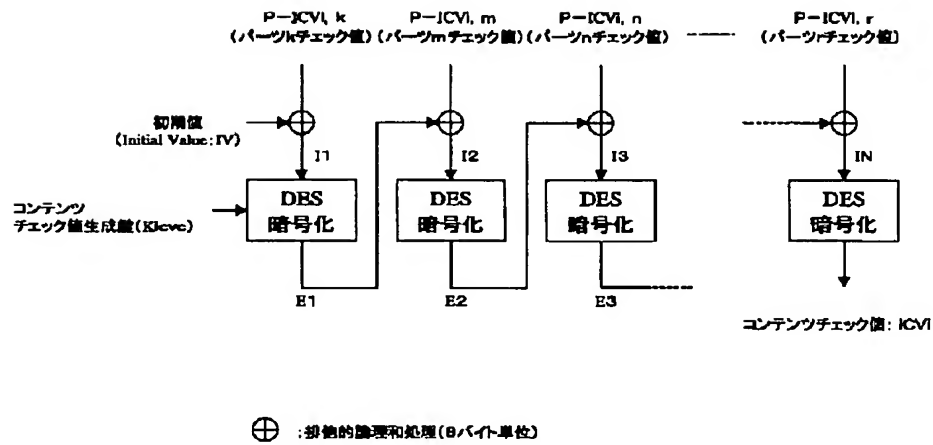 P－ICVi, k　P－ICVi, m　P－ICVi, n　P－ICVi, r
(パーツkチェック値)　(パーツmチェック値)　(パーツnチェック値)　(パーツrチェック値)
初期値
(Initial Value:IV)
I1　I2　I3　IN
DES　DES　DES　DES
暗号化　暗号化　暗号化　暗号化
コンテンツ
チェック値生成鍵(Kicvc)
E1　E2　E3
コンテンツチェック値: ICVi
⊕ :排他的論理和処理(8バイト単位)